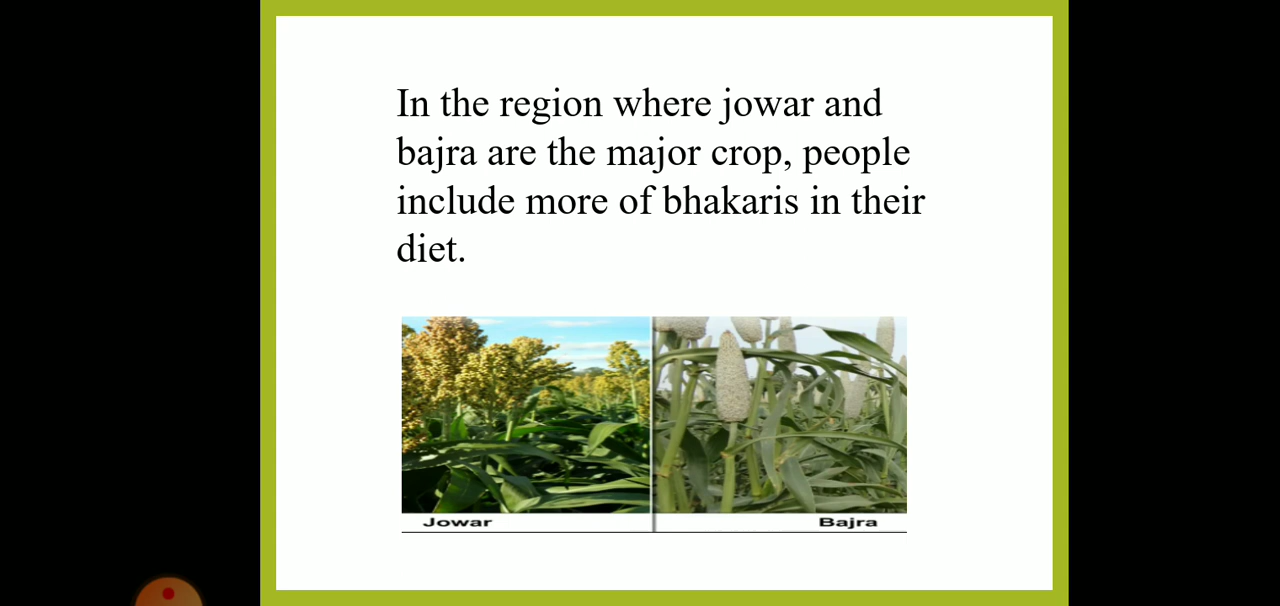 In the region where jowar and
bajra are the major crop, people
include more of bhakaris in their
diet.
Jowar
Bajra